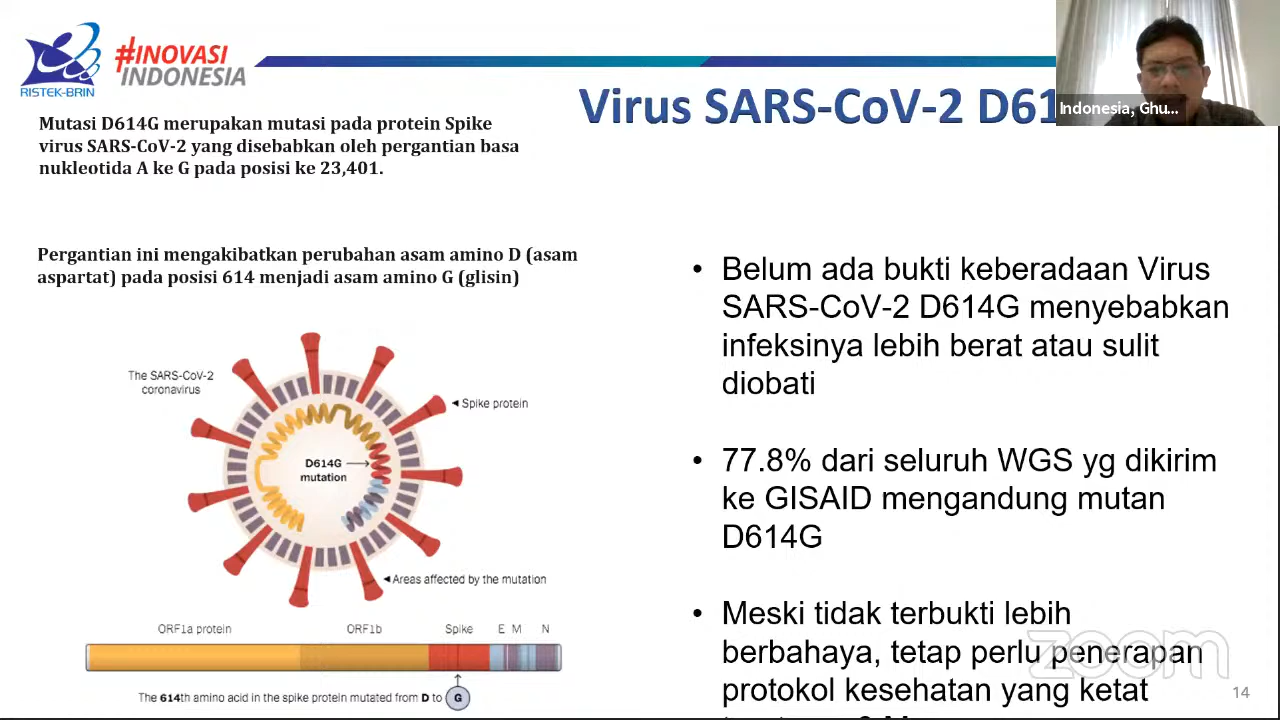 #INOVASI
INDONESIA
RISTEK-BRIN
Virus SARS-CoV-2
Indonesia, Ghu...
Mutasi D614G merupakan mutasi pada protein Spike
virus SARS-CoV-2 yang disebabkan oleh pergantian basa
nukleotida A ke G pada posisi ke 23,401.
Pergantian ini mengakibatkan perubahan asam amino D (asam
aspartat) pada posisi 614 menjadi asam amino G (glisin)
The SARS-CoV-2
coronavirus
Spike protein
D614G
mutation
Areas affected by the mutation
ORF1a protein ORF1b Spike E M N
The 614th amino acid in the spike protein mutated from D to G
• Belum ada bukti keberadaan Virus
SARS-CoV-2 D614G menyebabkan
infeksinya lebih berat atau sulit
diobati
• 77.8% dari seluruh WGS yg dikirim
ke GISAID mengandung mutan
D614G
• Meski tidak terbukti lebih
berbahaya, tetap perlu penerapan
protokol kesehatan yang ketat
zoom
14